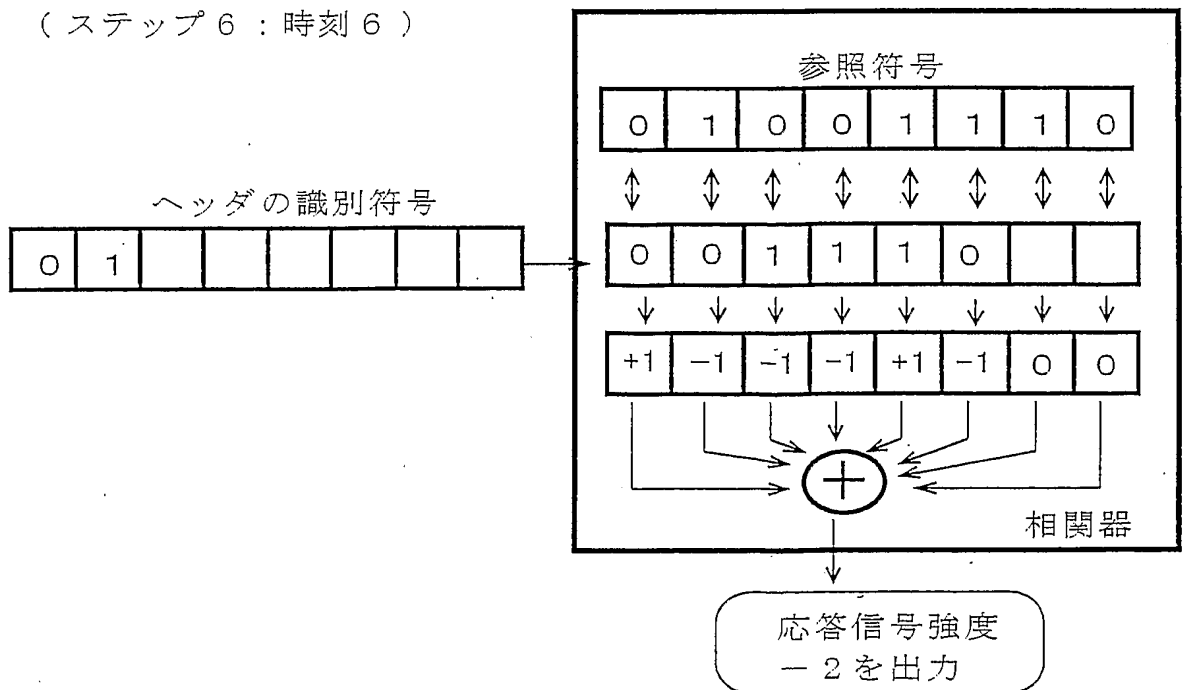 (ステップ6:時刻6)
参照符号
0 1 0 0 1 1 1 0
ヘッダの識別符号
0 1
0 0 1 1 1 0
+1 -1 -1 -1 +1 -1 0 0
+
相関器
応答信号強度
-2を出力